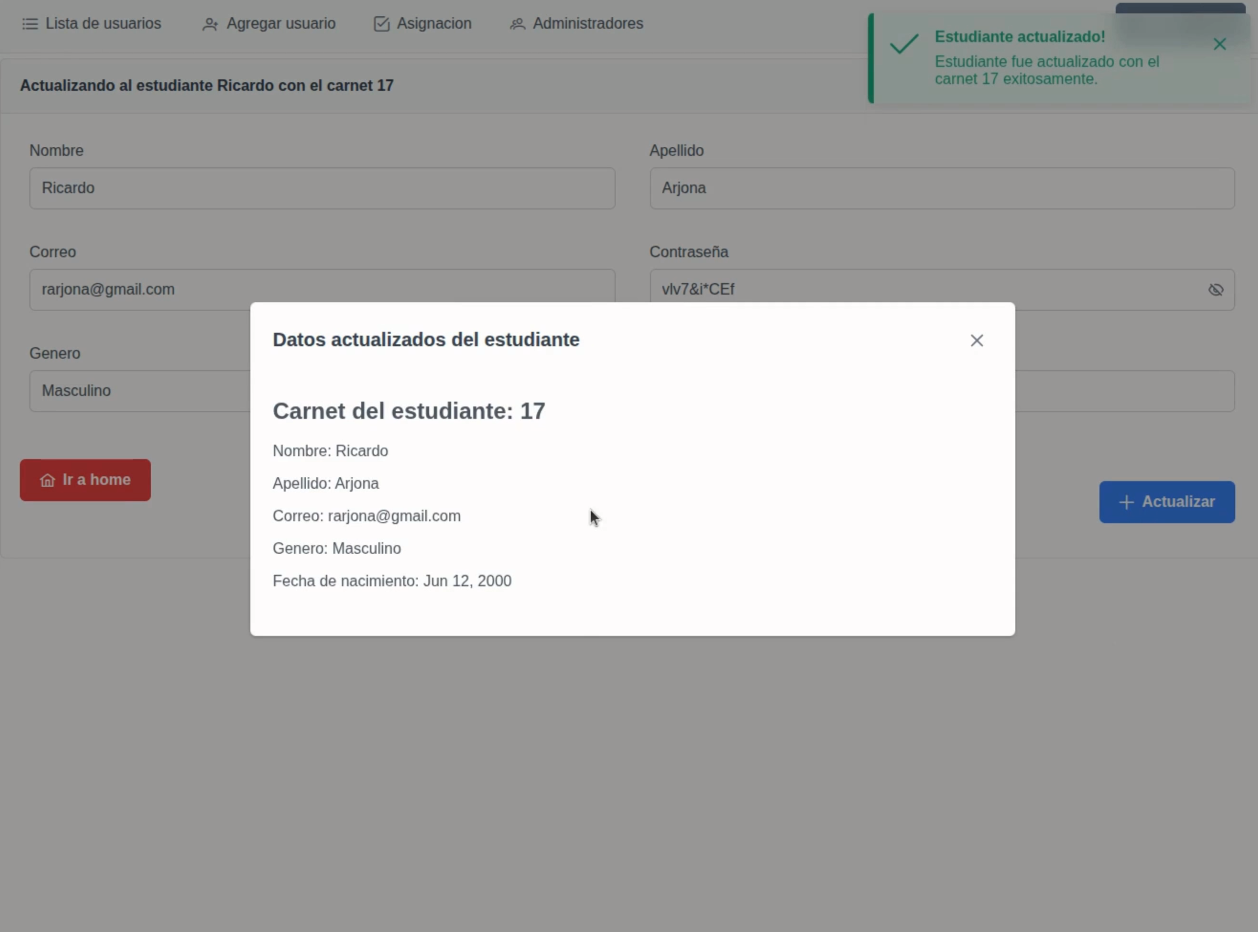 Lista de usuarios Agregar usuario Asignacion Administradores
Estudiante actualizado!
Estudiante fue actualizado con el
carnet 17 exitosamente.
Actualizando al estudiante Ricardo con el carnet 17
Nombre Apellido
Ricardo Arjona
Correo Contraseña
rarjona@gmail.com vlv7&i*CEf
Genero
Masculino
Datos actualizados del estudiante
Carnet del estudiante: 17
Nombre: Ricardo
Apellido: Arjona
Correo: rarjona@gmail.com
Genero: Masculino
Fecha de nacimiento: Jun 12, 2000
Ir a home
Actualizar